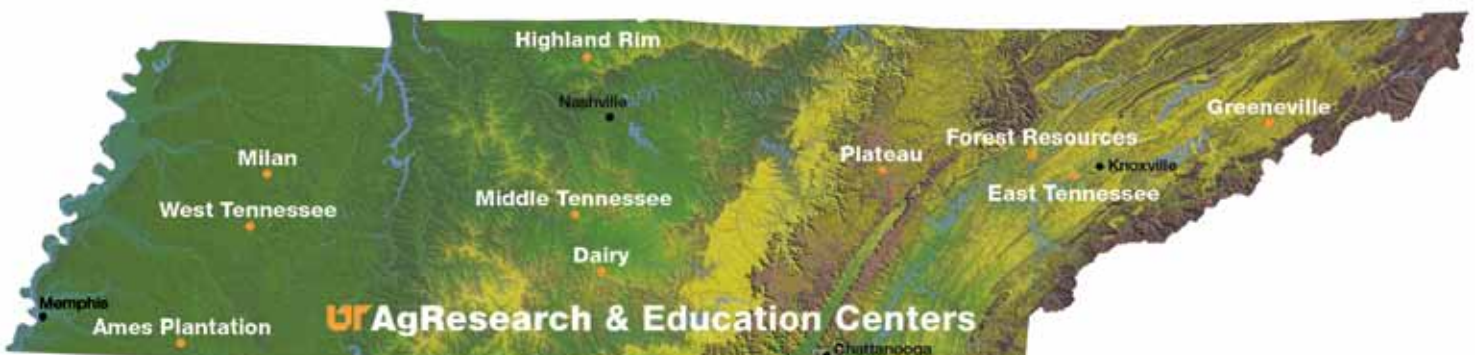 Highland Rim
Nashville
Greeneville
Forest Resources
Milan
Plateau
Knoxville
East Tennessee
Middle Tennessee
West Tennessee
Dairy
Memphis
Ames Plantation
UT AgResearch & Education Centers
Chattanooga